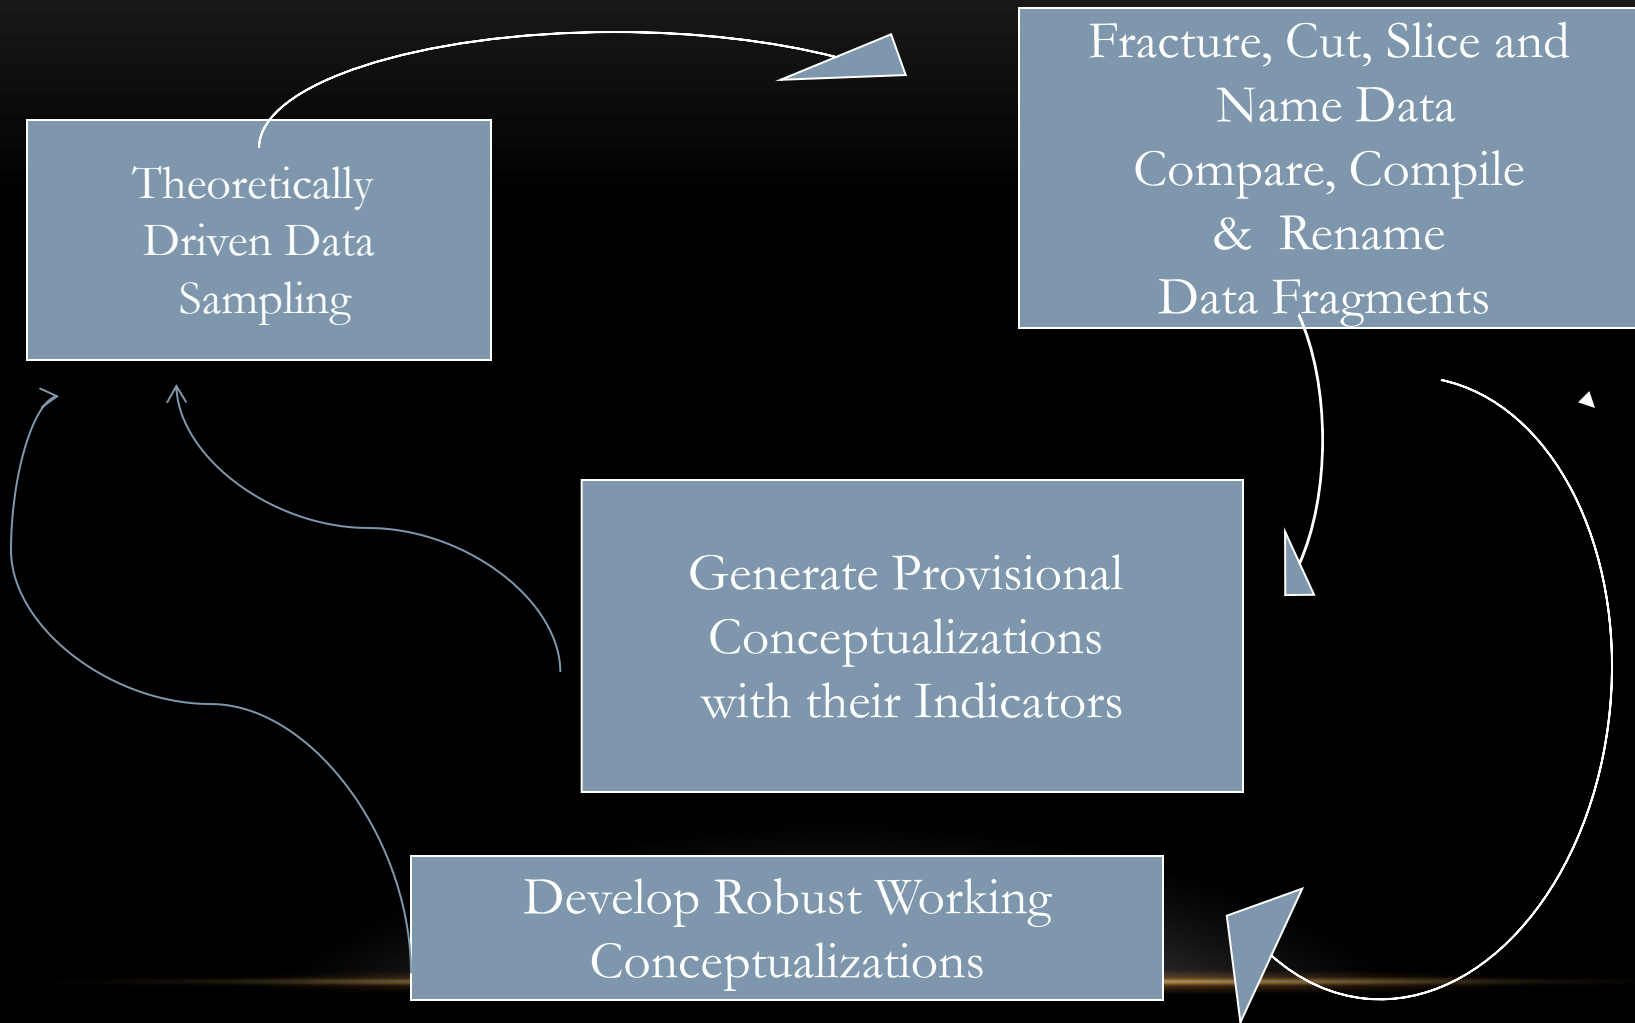 Theoretically
Driven Data
Sampling
Fracture, Cut, Slice and
Name Data
Compare, Compile
& Rename
Data Fragments
Generate Provisional
Conceptualizations
with their Indicators
Develop Robust Working
Conceptualizations